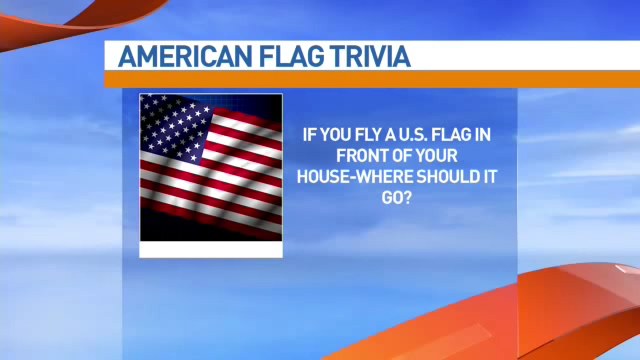 AMERICAN FLAG TRIVIA
IF YOU FLY A U.S. FLAG IN
FRONT OF YOUR
HOUSE-WHERE SHOULD IT
GO?